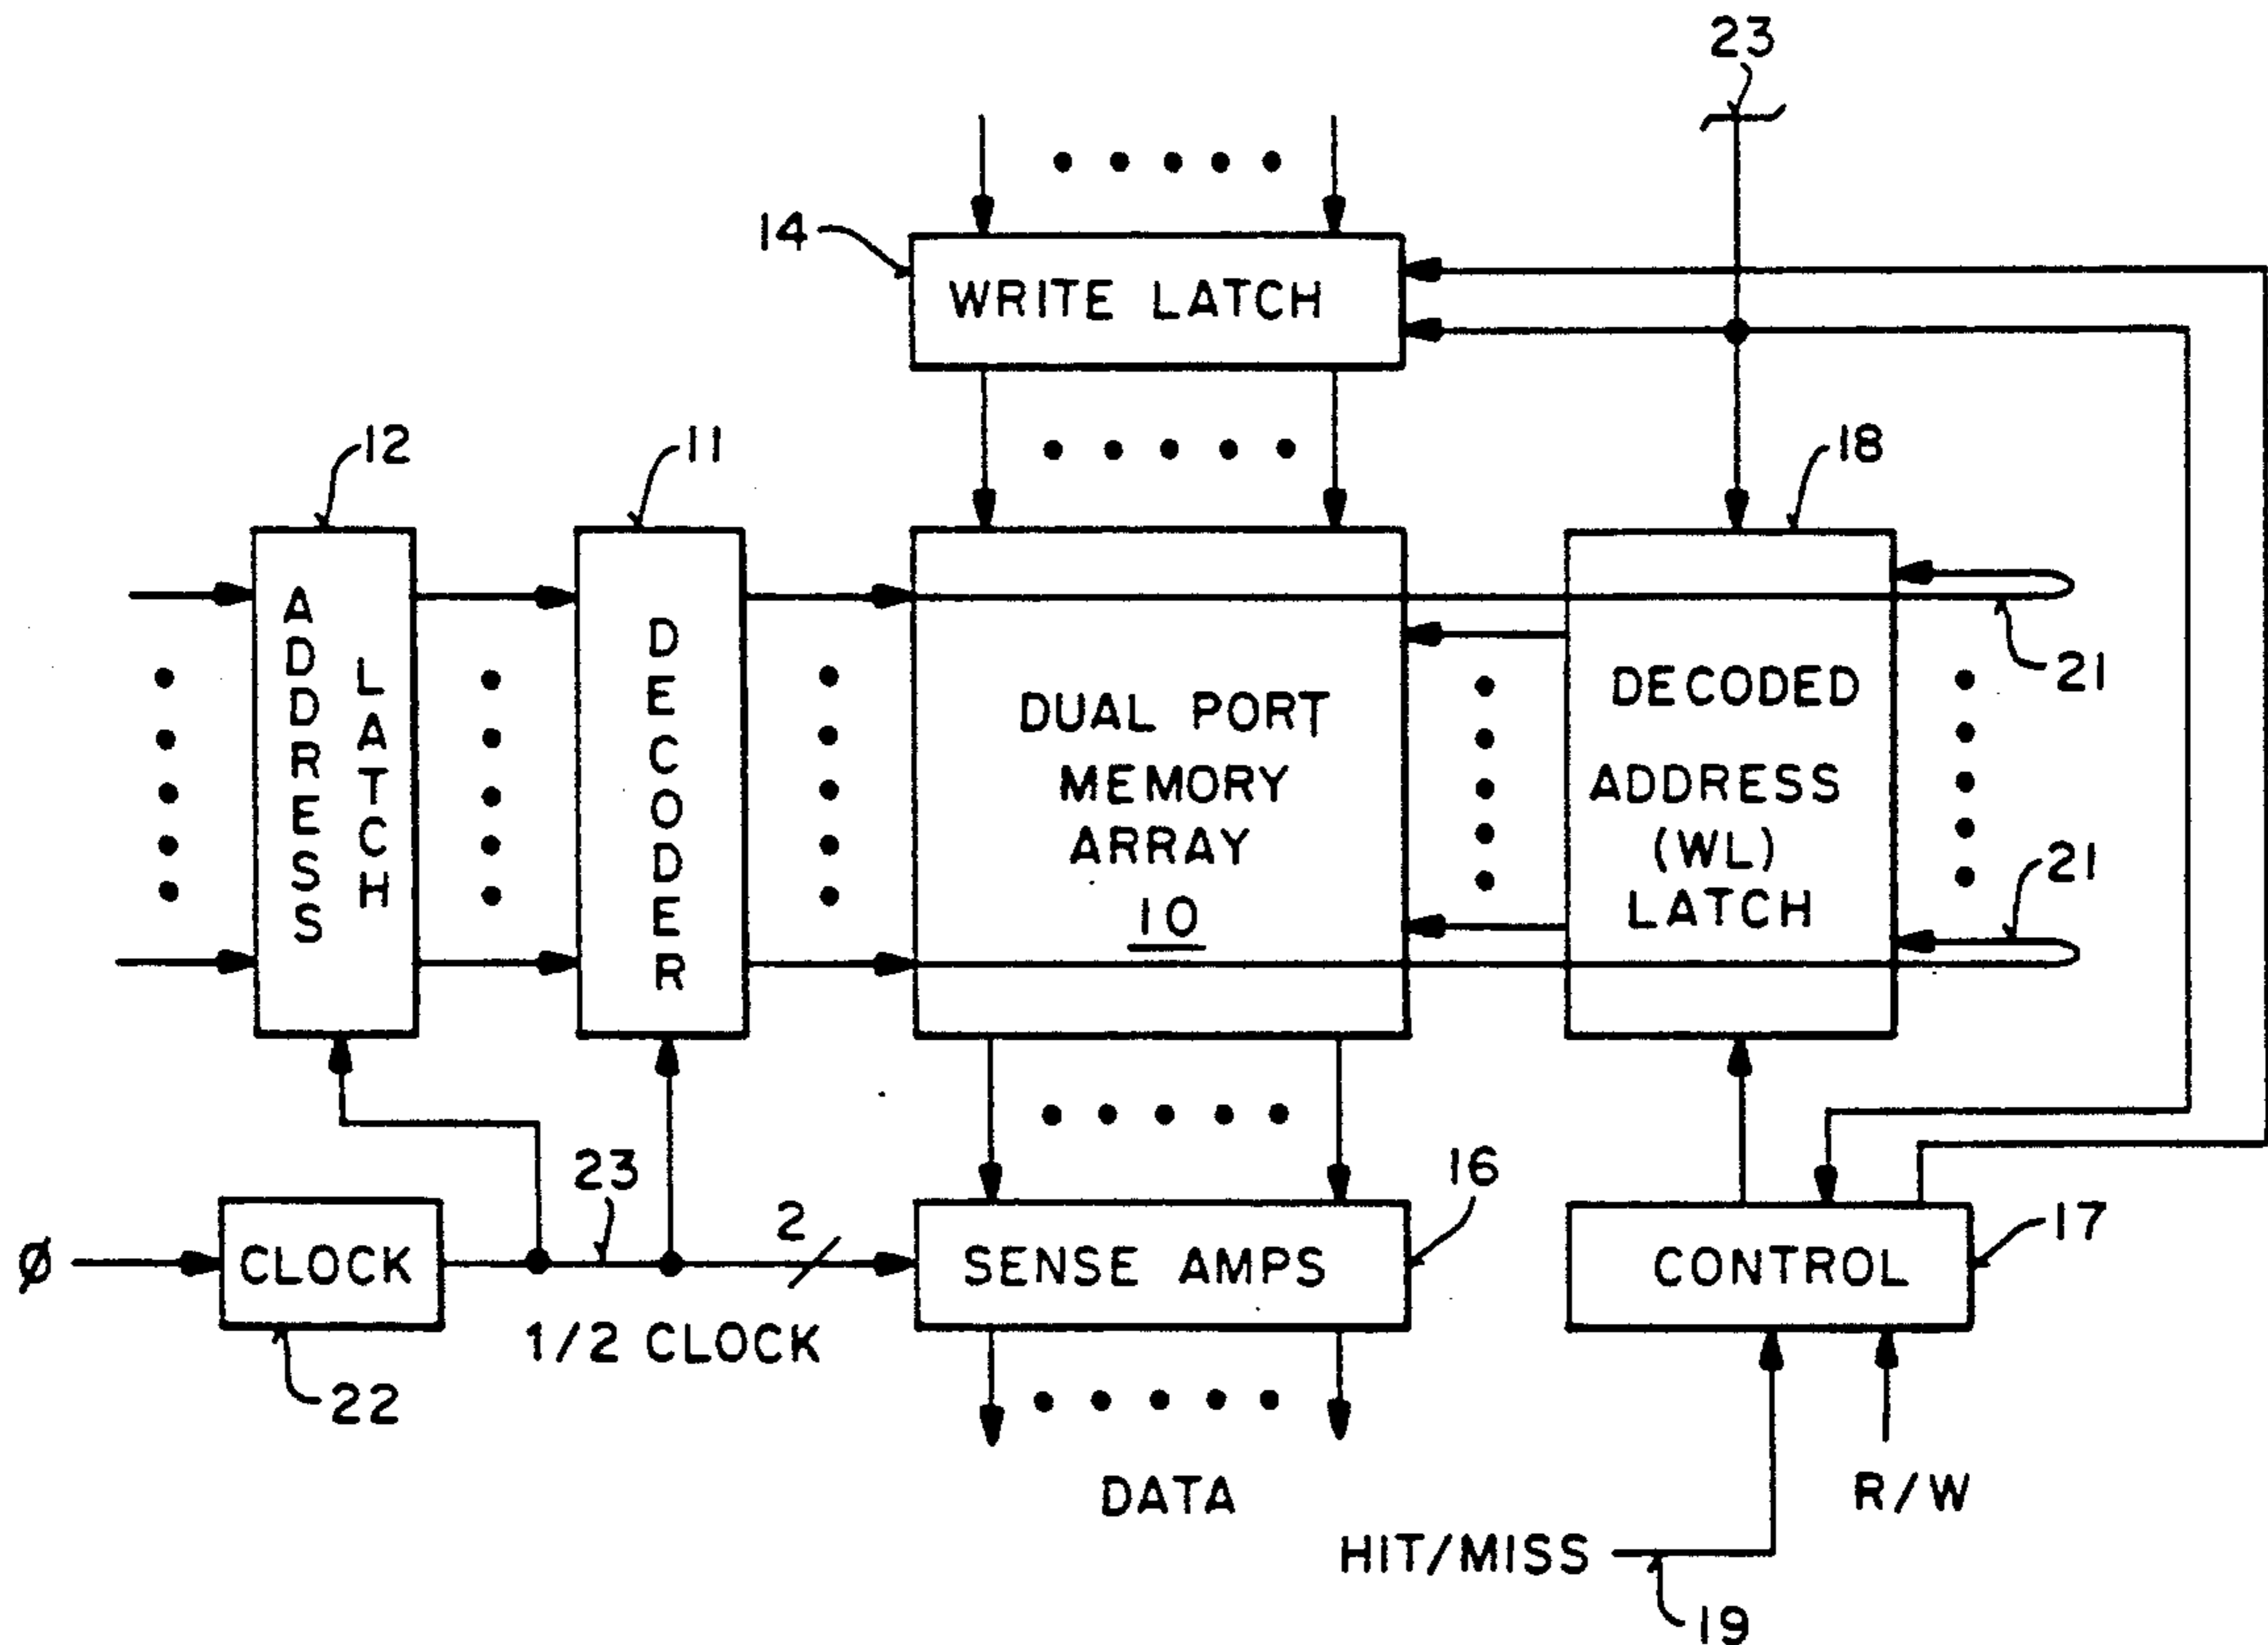 23
14
WRITE LATCH
12
11
18
ADDRESS
LATCH
DECODER
DUAL PORT
MEMORY
ARRAY
10
DECODED
ADDRESS
(WL)
LATCH
21
21
23
2
16
17
Ø
CLOCK
1/2 CLOCK
SENSE AMPS
CONTROL
22
DATA
R/W
HIT/MISS
19